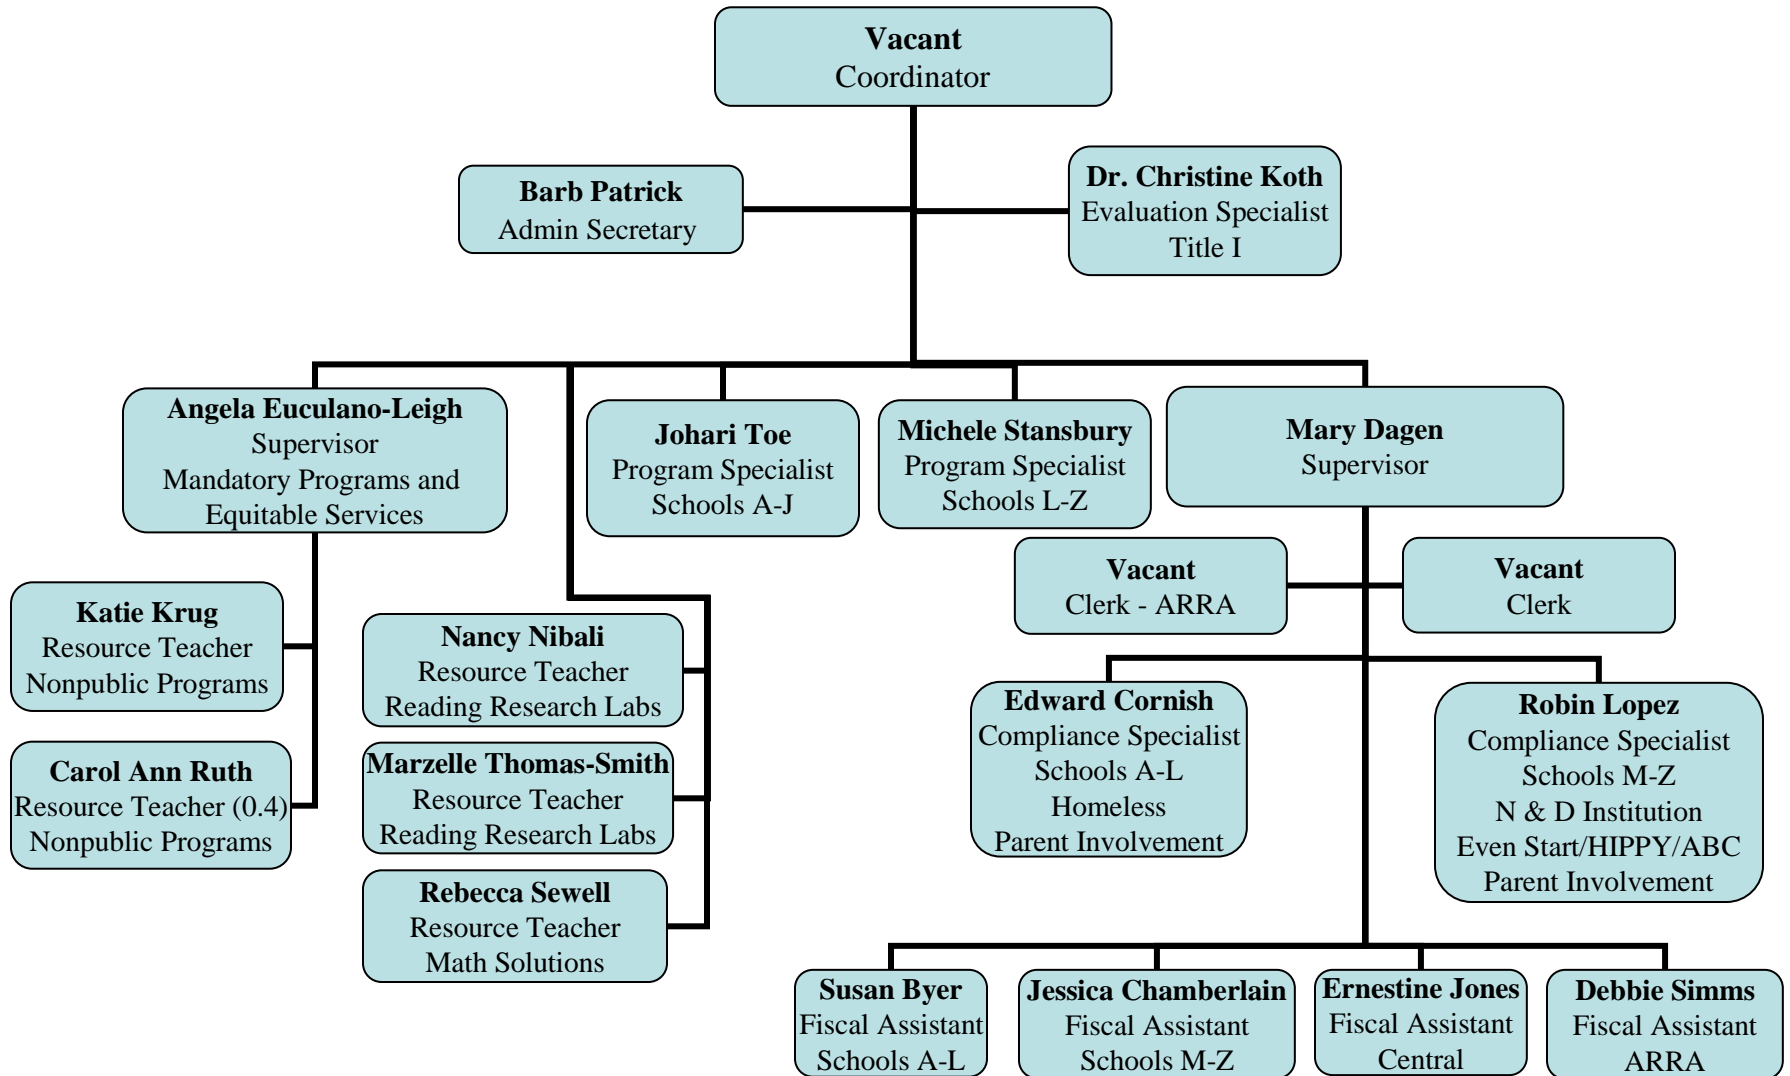 Vacant
Coordinator
Barb Patrick
Admin Secretary
Dr. Christine Koth
Evaluation Specialist
Title I
Angela Euculano-Leigh
Supervisor
Mandatory Programs and
Equitable Services
Johari Toe
Program Specialist
Schools A-J
Michele Stansbury
Program Specialist
Schools L-Z
Mary Dagen
Supervisor
Vacant
Clerk - ARRA
Vacant
Clerk
Katie Krug
Resource Teacher
Nonpublic Programs
Nancy Nibali
Resource Teacher
Reading Research Labs
Edward Cornish
Compliance Specialist
Schools A-L
Homeless
Parent Involvement
Robin Lopez
Compliance Specialist
Schools M-Z
N & D Institution
Even Start/HIPPY/ABC
Parent Involvement
Carol Ann Ruth
Resource Teacher (0.4)
Nonpublic Programs
Marzelle Thomas-Smith
Resource Teacher
Reading Research Labs
Rebecca Sewell
Resource Teacher
Math Solutions
Susan Byer
Fiscal Assistant
Schools A-L
Jessica Chamberlain
Fiscal Assistant
Schools M-Z
Ernestine Jones
Fiscal Assistant
Central
Debbie Simms
Fiscal Assistant
ARRA